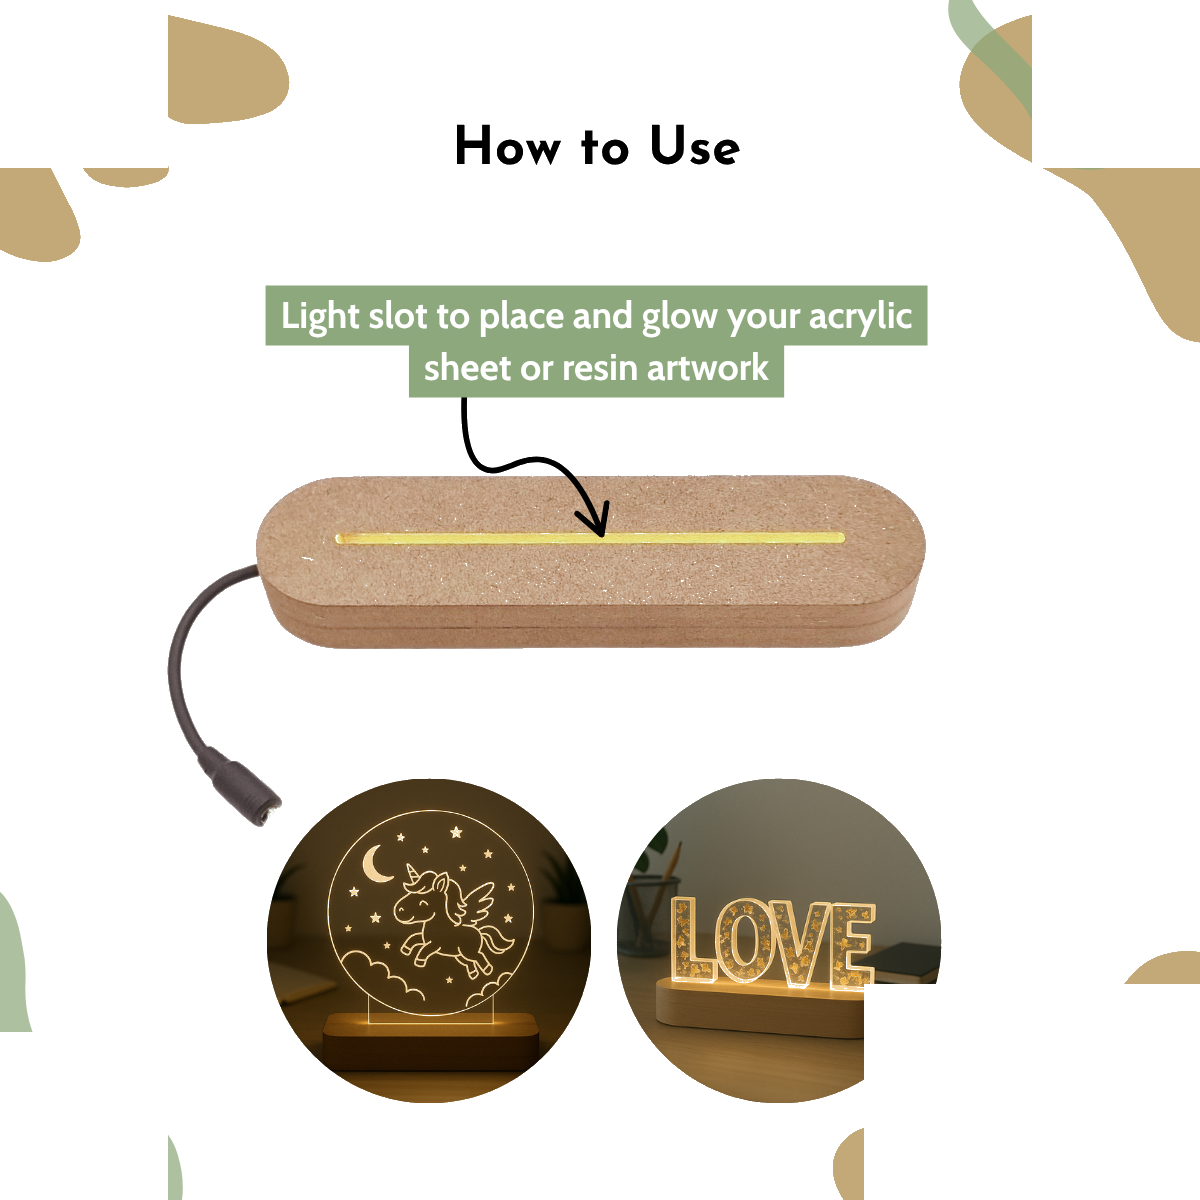 How to Use
Light slot to place and glow your acrylic
sheet or resin artwork
LOVE